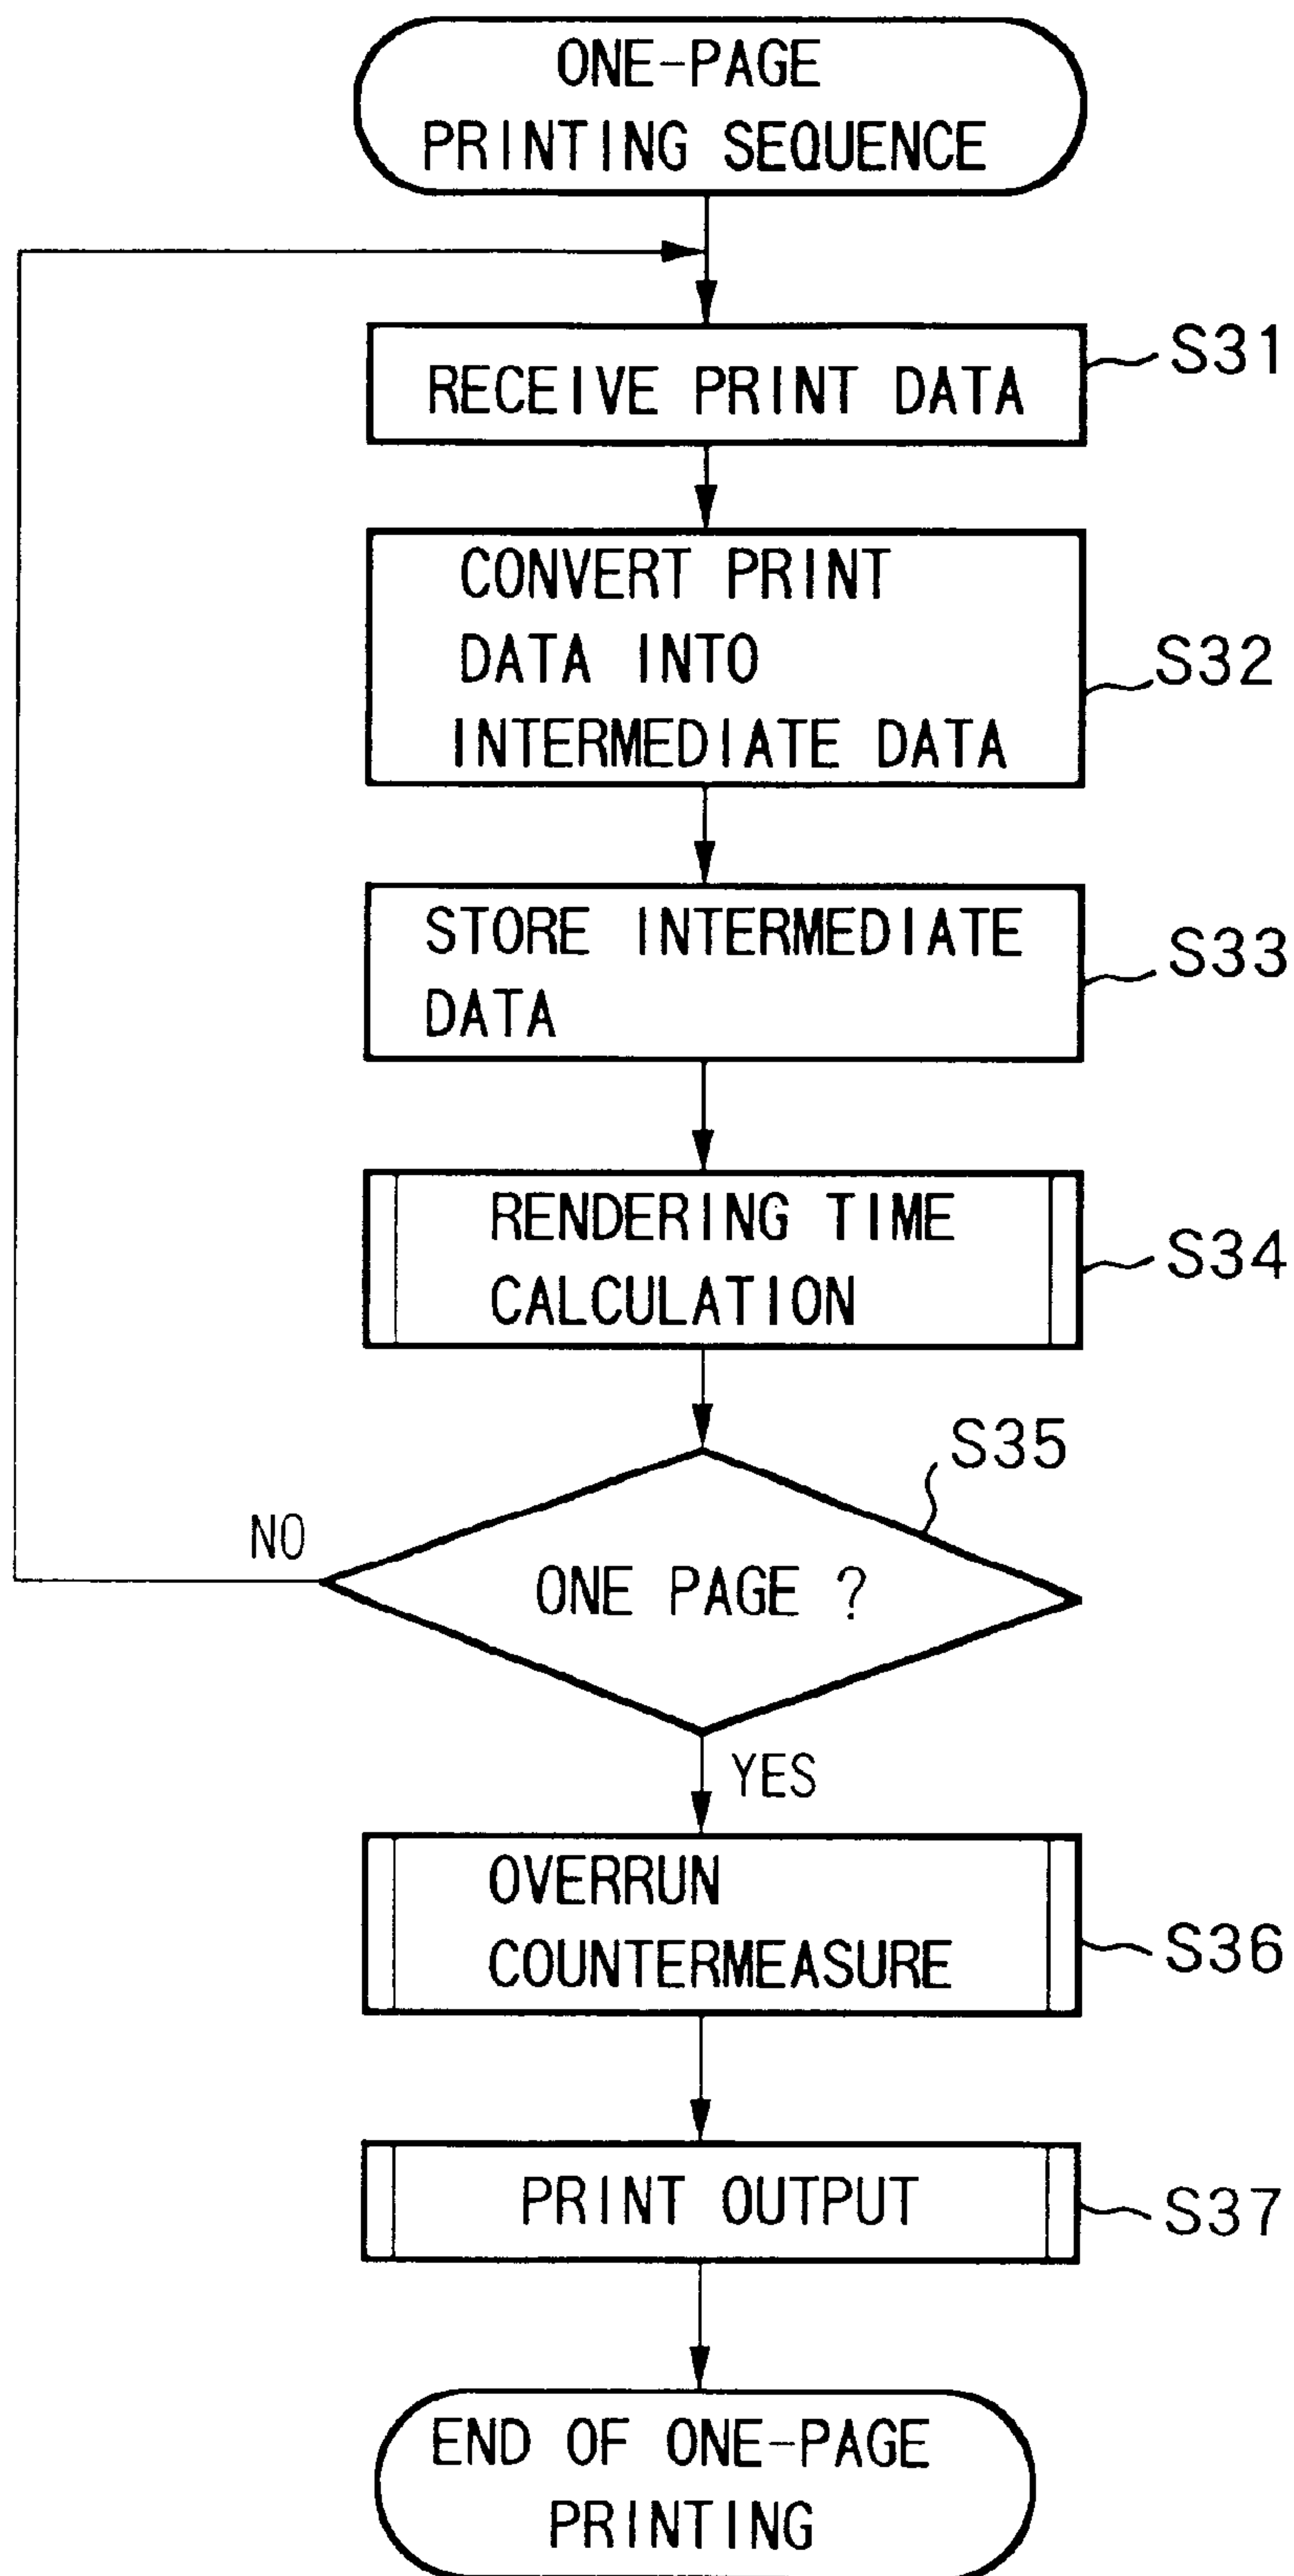 ONE-PAGE
PRINTING SEQUENCE
RECEIVE PRINT DATA
S31
CONVERT PRINT
DATA INTO
INTERMEDIATE DATA
S32
STORE INTERMEDIATE
DATA
S33
RENDERING TIME
CALCULATION
S34
S35
NO
ONE PAGE ?
YES
OVERRUN
COUNTERMEASURE
S36
PRINT OUTPUT
S37
END OF ONE-PAGE
PRINTING